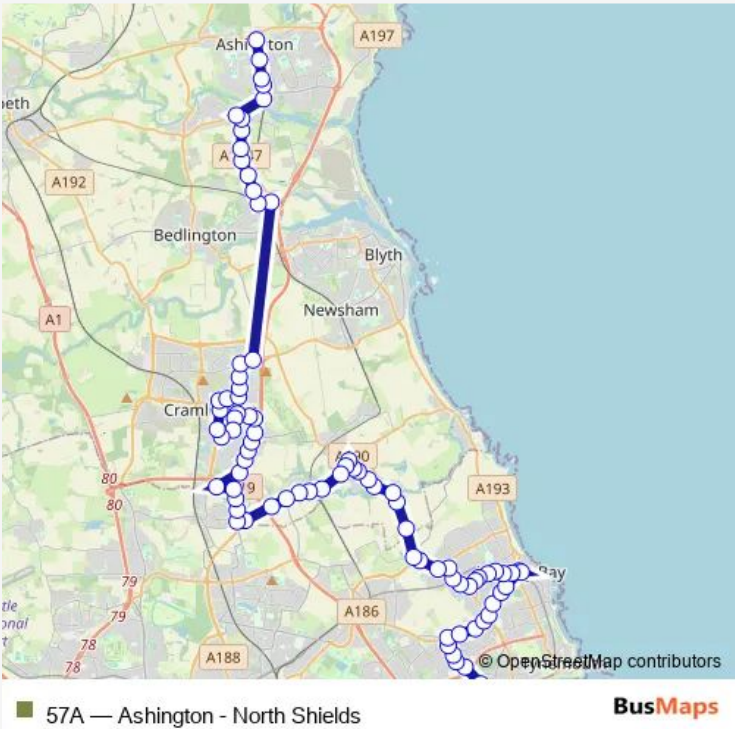 Ashington
A197
A192
Bedlington
Blyth
A1
Newsham
Craml
80
80
A193
79
Bay
79
A186
78
A188
78
© OpenStreetMap contributors
57A — Ashington - North Shields
BusMaps